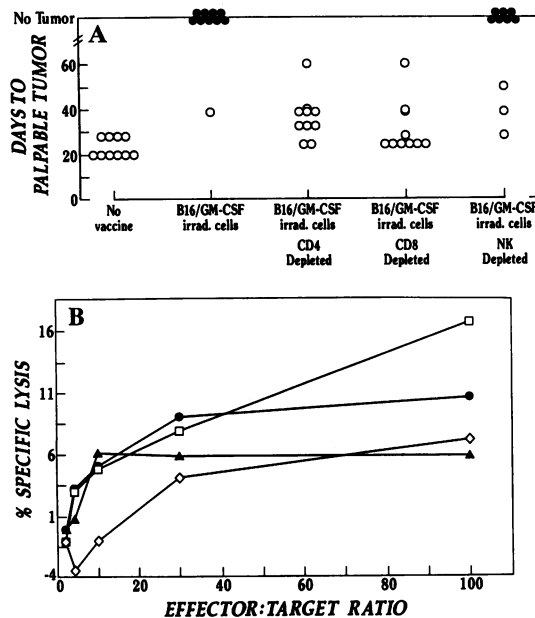 No Tumor
A
60
40
20
0
DAYS TO
PALPABLE TUMOR
No
vaccine
B16/GM-CSF
irrad. cells
B16/GM-CSF
irrad. cells
CD4
Depleted
B16/GM-CSF
irrad. cells
CD8
Depleted
B16/GM-CSF
irrad. cells
NK
Depleted
B
16
11
6
1
-4
% SPECIFIC LYSIS
0
20
40
60
80
100
EFFECTOR:TARGET RATIO